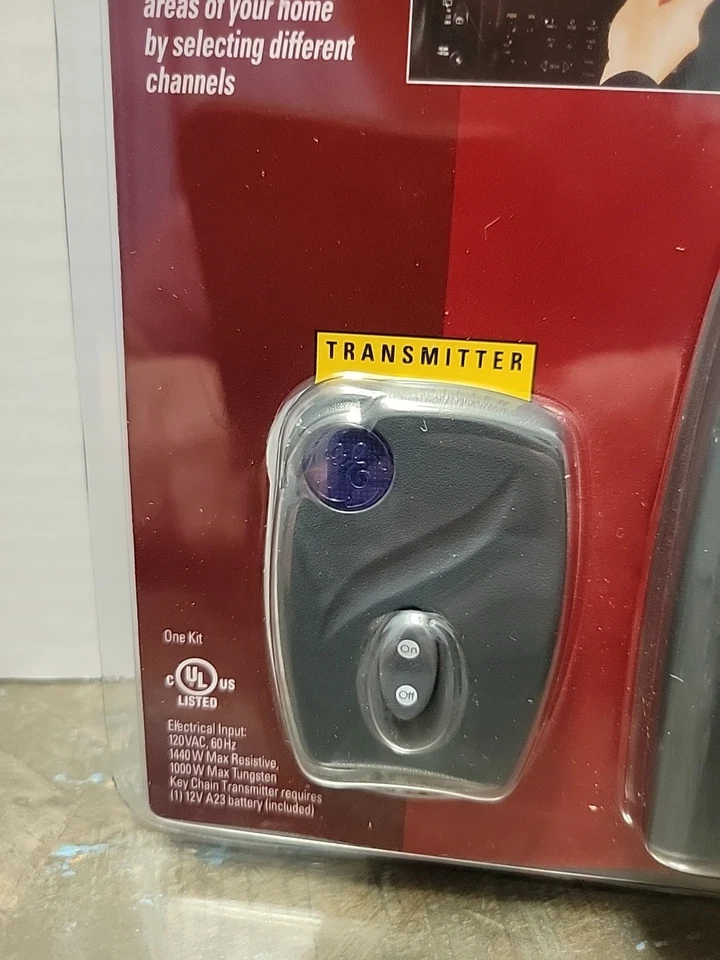 areas of your home
by selecting different
channels
TRANSMITTER
On
Off
One Kit
C UL US
LISTED
Electrical Input:
120VAC, 60Hz
1440 W Max Resistive,
1000 W Max Tungsten
Key Chain Transmitter requires
(1) 12V A23 battery (included)